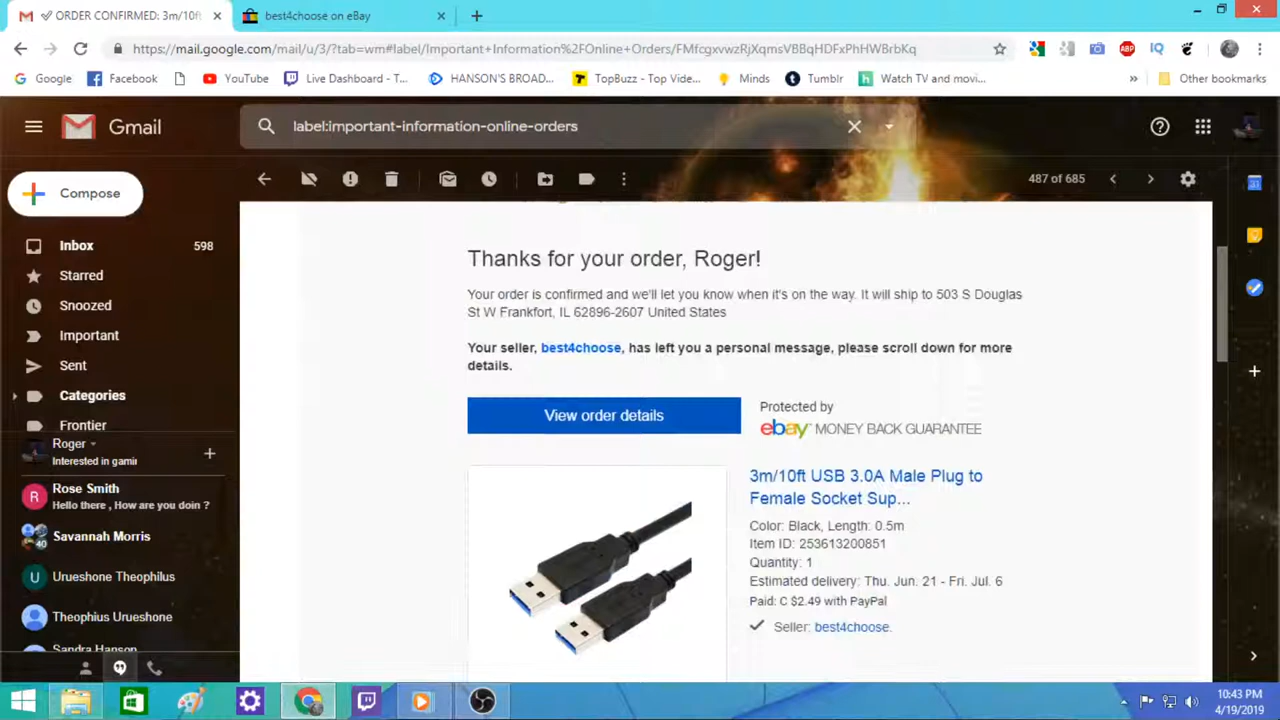 ORDER CONFIRMED: 3m/10ft
best4choose on eBay
https://mail.google.com/mail/u/3/?tab=wm#label/Important+Information%2FOnline+Orders/FMfcgxvwzRjXqmsVBBqHDFxPhHWBrbKq
ABP
IQ
Google
Facebook
YouTube
Live Dashboard - T...
HANSON'S BROAD...
TopBuzz - Top Vide...
Minds
Tumblr
Watch TV and movi...
»
Other bookmarks
Gmail
label:important-information-online-orders
Compose
487 of 685
Inbox 598
Starred
Snoozed
Important
Sent
Categories
Frontier
Roger
Interested in gamin
Rose Smith
Hello there , How are you doin ?
40 Savannah Morris
U Urueshone Theophilus
Theophius Urueshone
Sandra Hanson
Thanks for your order, Roger!
Your order is confirmed and we'll let you know when it's on the way. It will ship to 503 S Douglas
St W Frankfort, IL 62896-2607 United States
Your seller, best4choose, has left you a personal message, please scroll down for more
details.
View order details
Protected by
ebay MONEY BACK GUARANTEE
3m/10ft USB 3.0A Male Plug to
Female Socket Sup...
Color: Black, Length: 0.5m
Item ID: 253613200851
Quantity: 1
Estimated delivery: Thu. Jun. 21 - Fri. Jul. 6
Paid: C $2.49 with PayPal
Seller: best4choose.
10:43 PM
4/19/2019